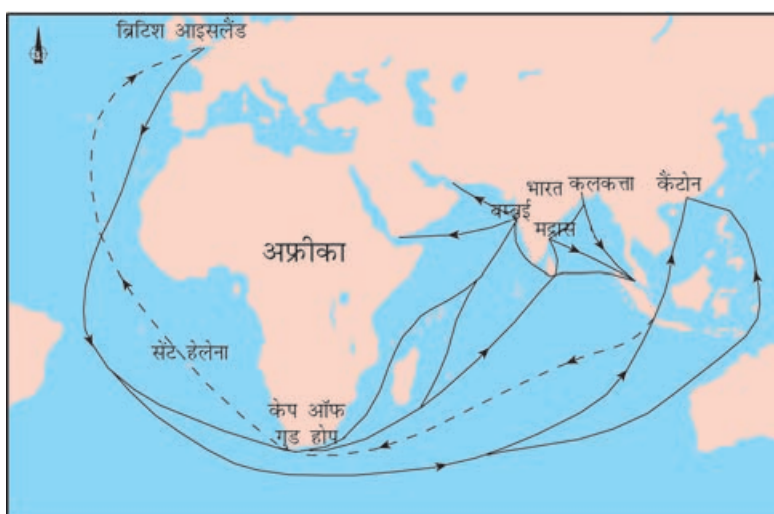 ब्रिटिश आइसलैंड
भारत
कलकत्ता
कैंटोन
बम्बई
मद्रास
अफ्रीका
सेंटे हेलेना
केप ऑफ
गुड होप